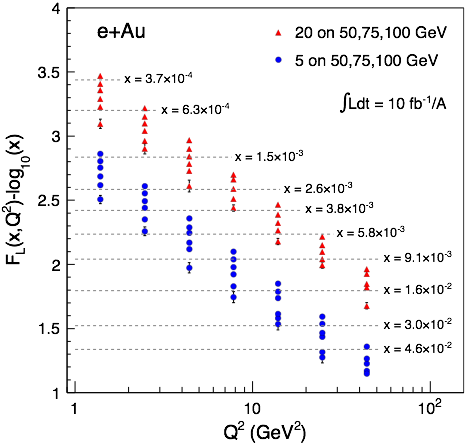 e+Au
20 on 50,75,100 GeV
5 on 50,75,100 GeV
∫Ldt = 10 fb⁻¹/A
x = 3.7×10⁻⁴
x = 6.3×10⁻⁴
x = 1.5×10⁻³
x = 2.6×10⁻³
x = 3.8×10⁻³
x = 5.8×10⁻³
x = 9.1×10⁻³
x = 1.6×10⁻²
x = 3.0×10⁻²
x = 4.6×10⁻²
4
3.5
3
2.5
2
1.5
1
F_L(x,Q²)-log₁₀(x)
1
10
10²
Q² (GeV²)